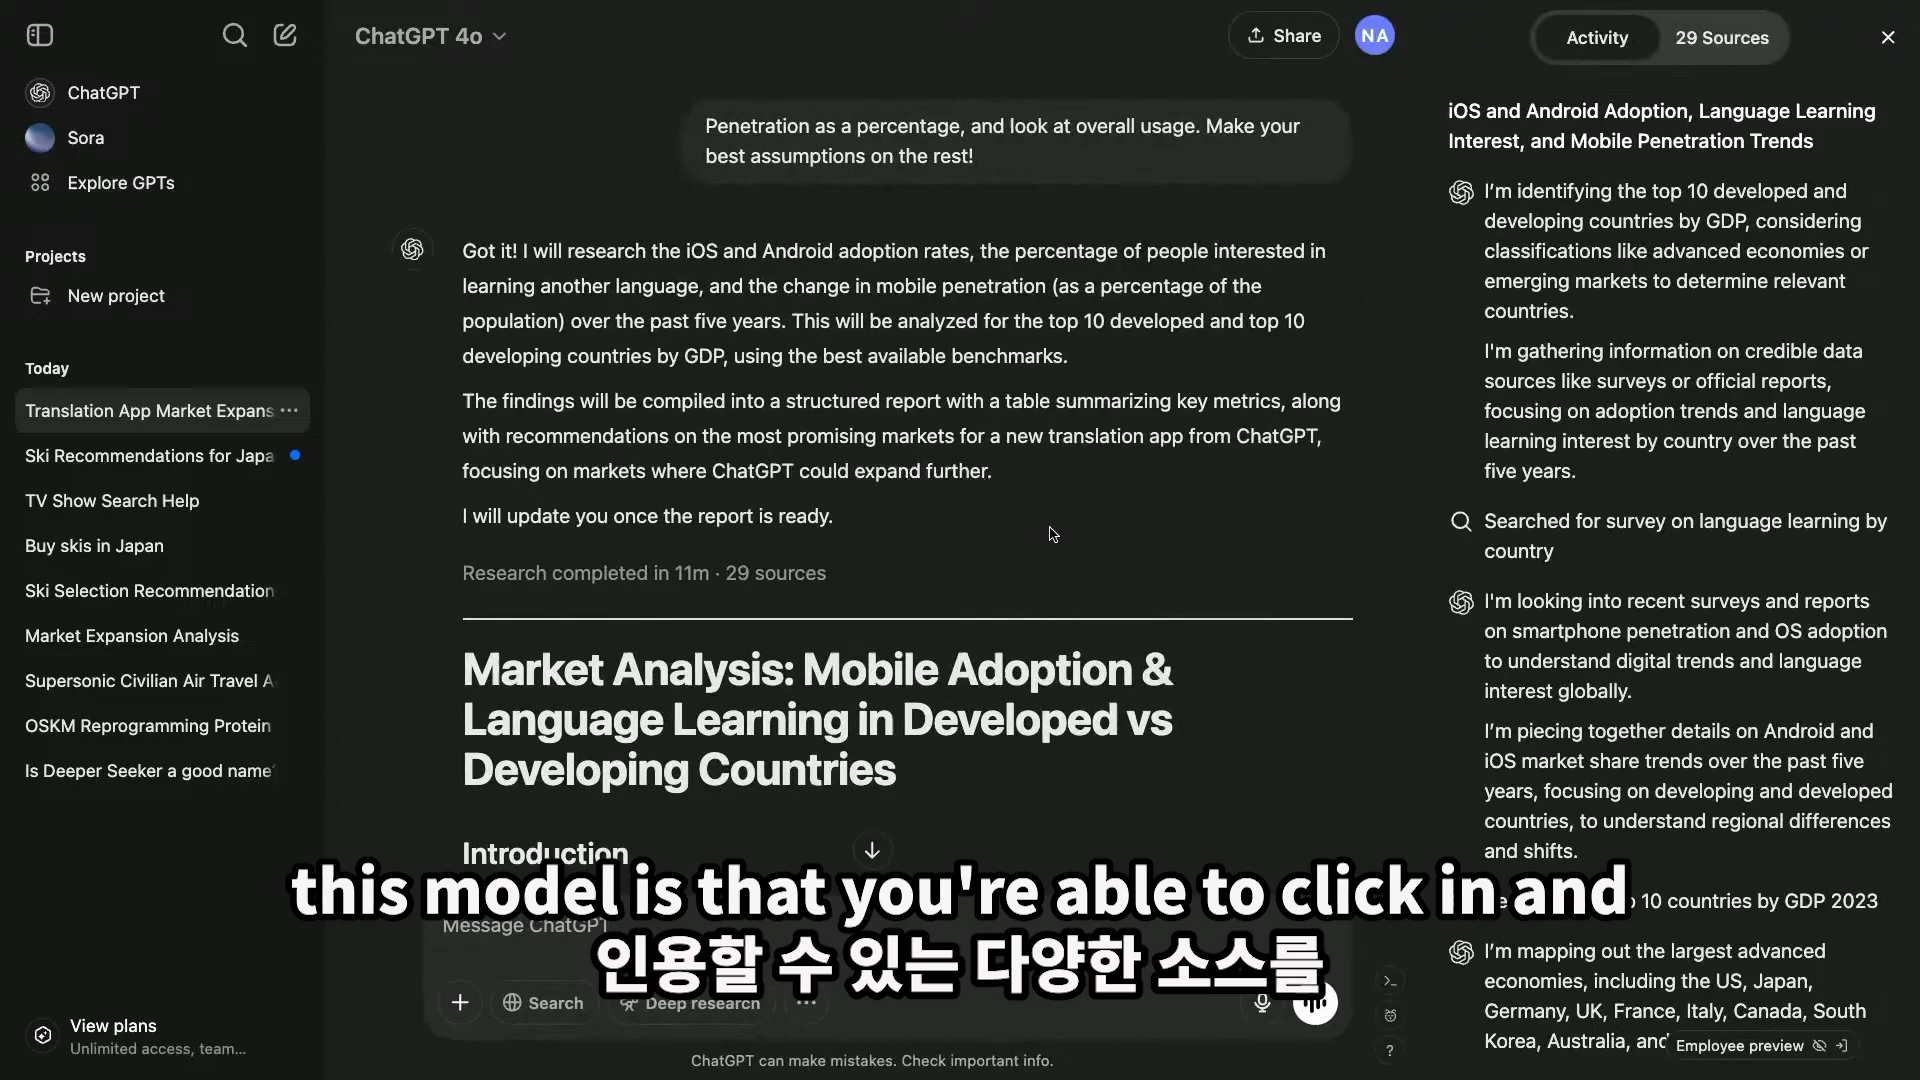 ChatGPT
Sora
Explore GPTs
Projects
New project
Today
Translation App Market Expans
Ski Recommendations for Japa
TV Show Search Help
Buy skis in Japan
Ski Selection Recommendation
Market Expansion Analysis
Supersonic Civilian Air Travel A
OSKM Reprogramming Protein
Is Deeper Seeker a good name
View plans
Unlimited access, team...
ChatGPT 4o
Share
NA
Penetration as a percentage, and look at overall usage. Make your
best assumptions on the rest!
Got it! I will research the iOS and Android adoption rates, the percentage of people interested in
learning another language, and the change in mobile penetration (as a percentage of the
population) over the past five years. This will be analyzed for the top 10 developed and top 10
developing countries by GDP, using the best available benchmarks.
The findings will be compiled into a structured report with a table summarizing key metrics, along
with recommendations on the most promising markets for a new translation app from ChatGPT,
focusing on markets where ChatGPT could expand further.
I will update you once the report is ready.
Research completed in 11m · 29 sources
Market Analysis: Mobile Adoption &
Language Learning in Developed vs
Developing Countries
Introduction
this model is that you're able to click in and
Message ChatGPT
인용할 수 있는 다양한 소스를
Search
Deep research
ChatGPT can make mistakes. Check important info.
Activity
29 Sources
iOS and Android Adoption, Language Learning
Interest, and Mobile Penetration Trends
I'm identifying the top 10 developed and
developing countries by GDP, considering
classifications like advanced economies or
emerging markets to determine relevant
countries.
I'm gathering information on credible data
sources like surveys or official reports,
focusing on adoption trends and language
learning interest by country over the past
five years.
Searched for survey on language learning by
country
I'm looking into recent surveys and reports
on smartphone penetration and OS adoption
to understand digital trends and language
interest globally.
I'm piecing together details on Android and
iOS market share trends over the past five
years, focusing on developing and developed
countries, to understand regional differences
and shifts.
10 countries by GDP 2023
I'm mapping out the largest advanced
economies, including the US, Japan,
Germany, UK, France, Italy, Canada, South
Korea, Australia, and
Employee preview
?